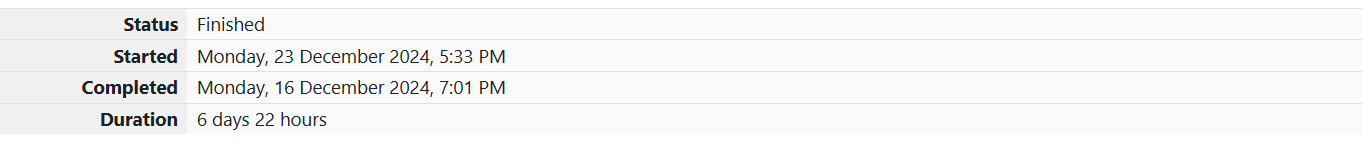 Status Finished
Started Monday, 23 December 2024, 5:33 PM
Completed Monday, 16 December 2024, 7:01 PM
Duration 6 days 22 hours